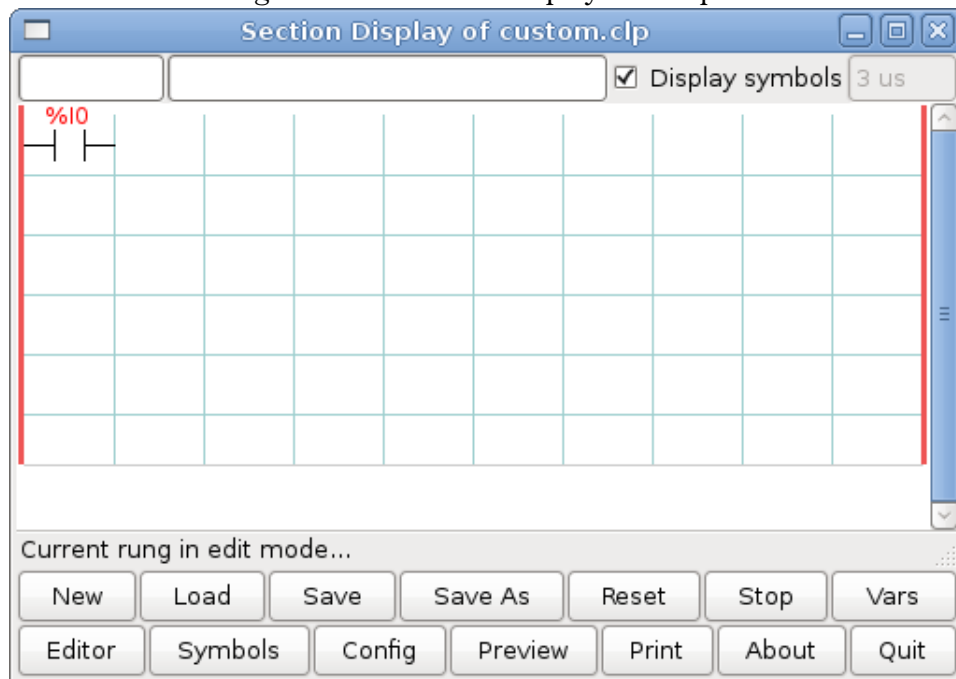 Section Display of custom.clp
Display symbols 3 us
%I0
Current rung in edit mode...
New Load Save Save As Reset Stop Vars
Editor Symbols Config Preview Print About Quit